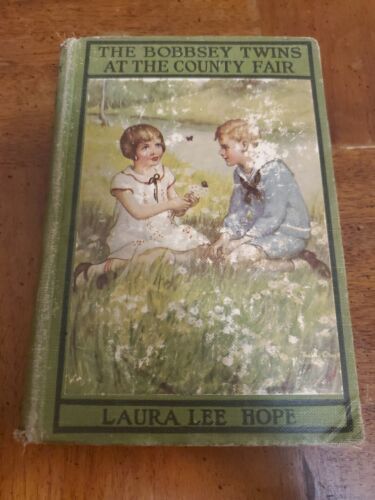 THE BOBBSEY TWINS
AT THE COUNTY FAIR
LAURA LEE HOPE